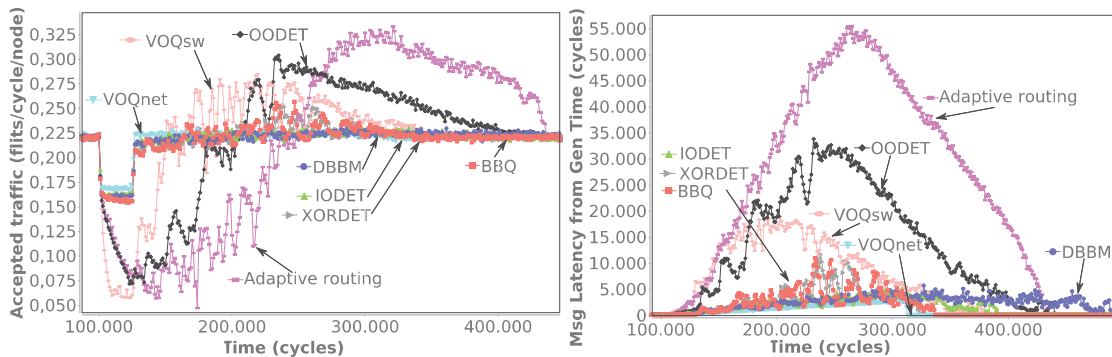 Accepted traffic (flits/cycle/node)
0,325
0,300
0,275
0,250
0,225
0,200
0,175
0,150
0,125
0,100
0,075
0,050
VOQsw
OODET
VOQnet
DBBM
BBQ
IODET
XORDET
Adaptive routing
100.000
200.000
300.000
400.000
Time (cycles)
Msg Latency from Gen Time (cycles)
55.000
50.000
45.000
40.000
35.000
30.000
25.000
20.000
15.000
10.000
5.000
0
Adaptive routing
OODET
IODET
XORDET
BBQ
VOQsw
VOQnet
DBBM
100.000
200.000
300.000
400.000
Time (cycles)